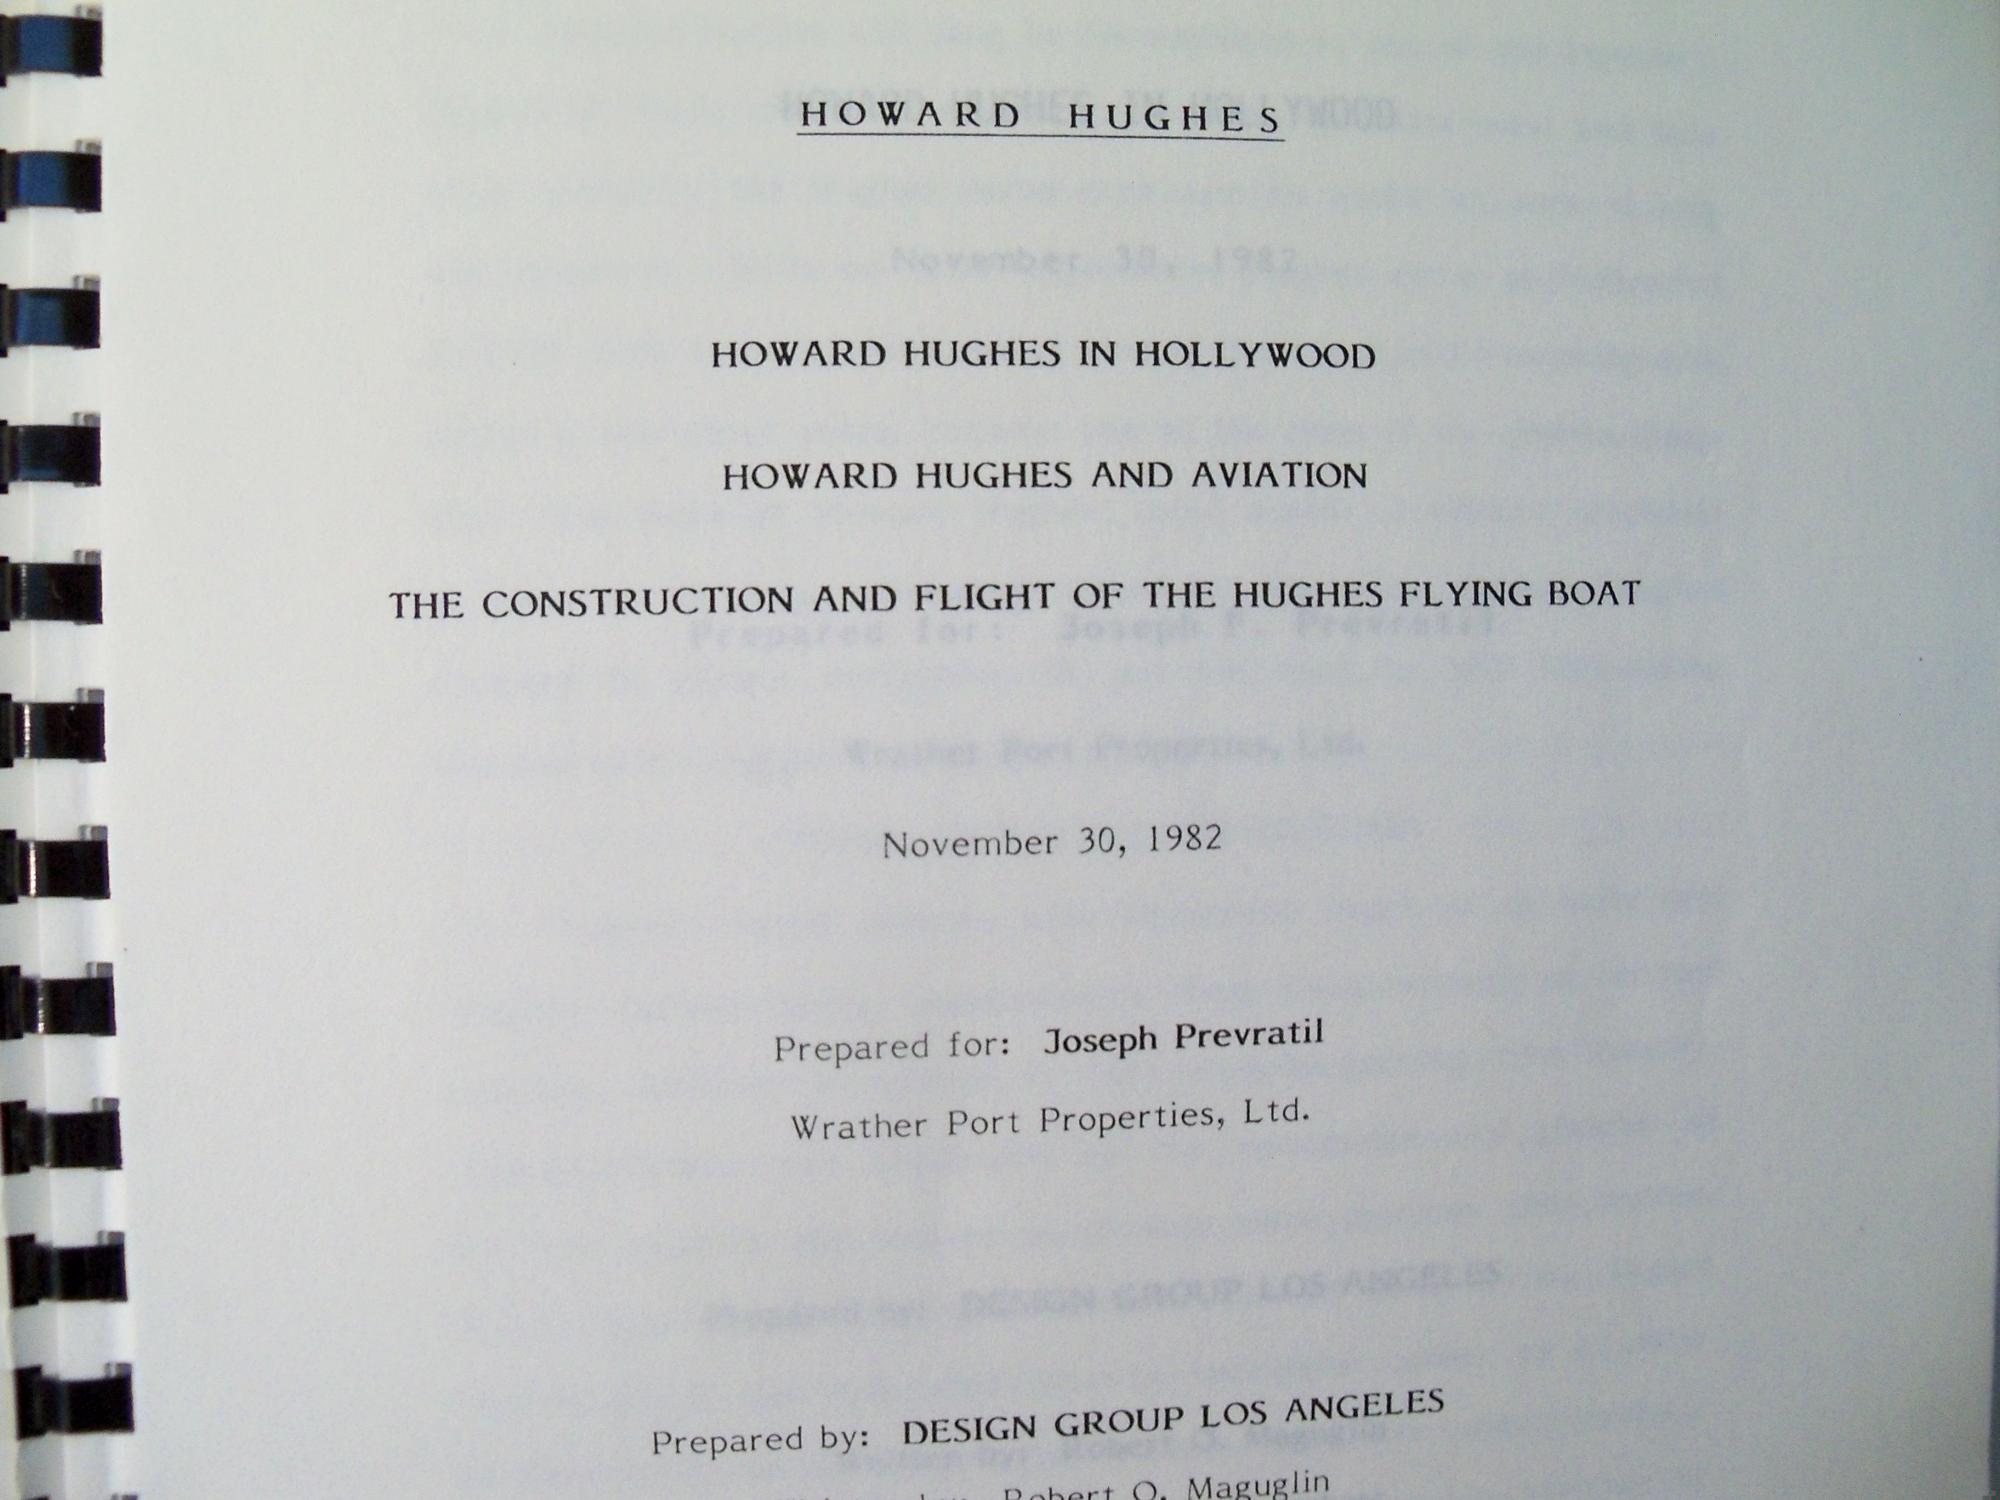 HOWARD HUGHES
HOWARD HUGHES IN HOLLYWOOD
HOWARD HUGHES AND AVIATION
THE CONSTRUCTION AND FLIGHT OF THE HUGHES FLYING BOAT
November 30, 1982
Prepared for: Joseph Prevratil
Wrather Port Properties, Ltd.
Prepared by: DESIGN GROUP LOS ANGELES
Robert O. Maguglin